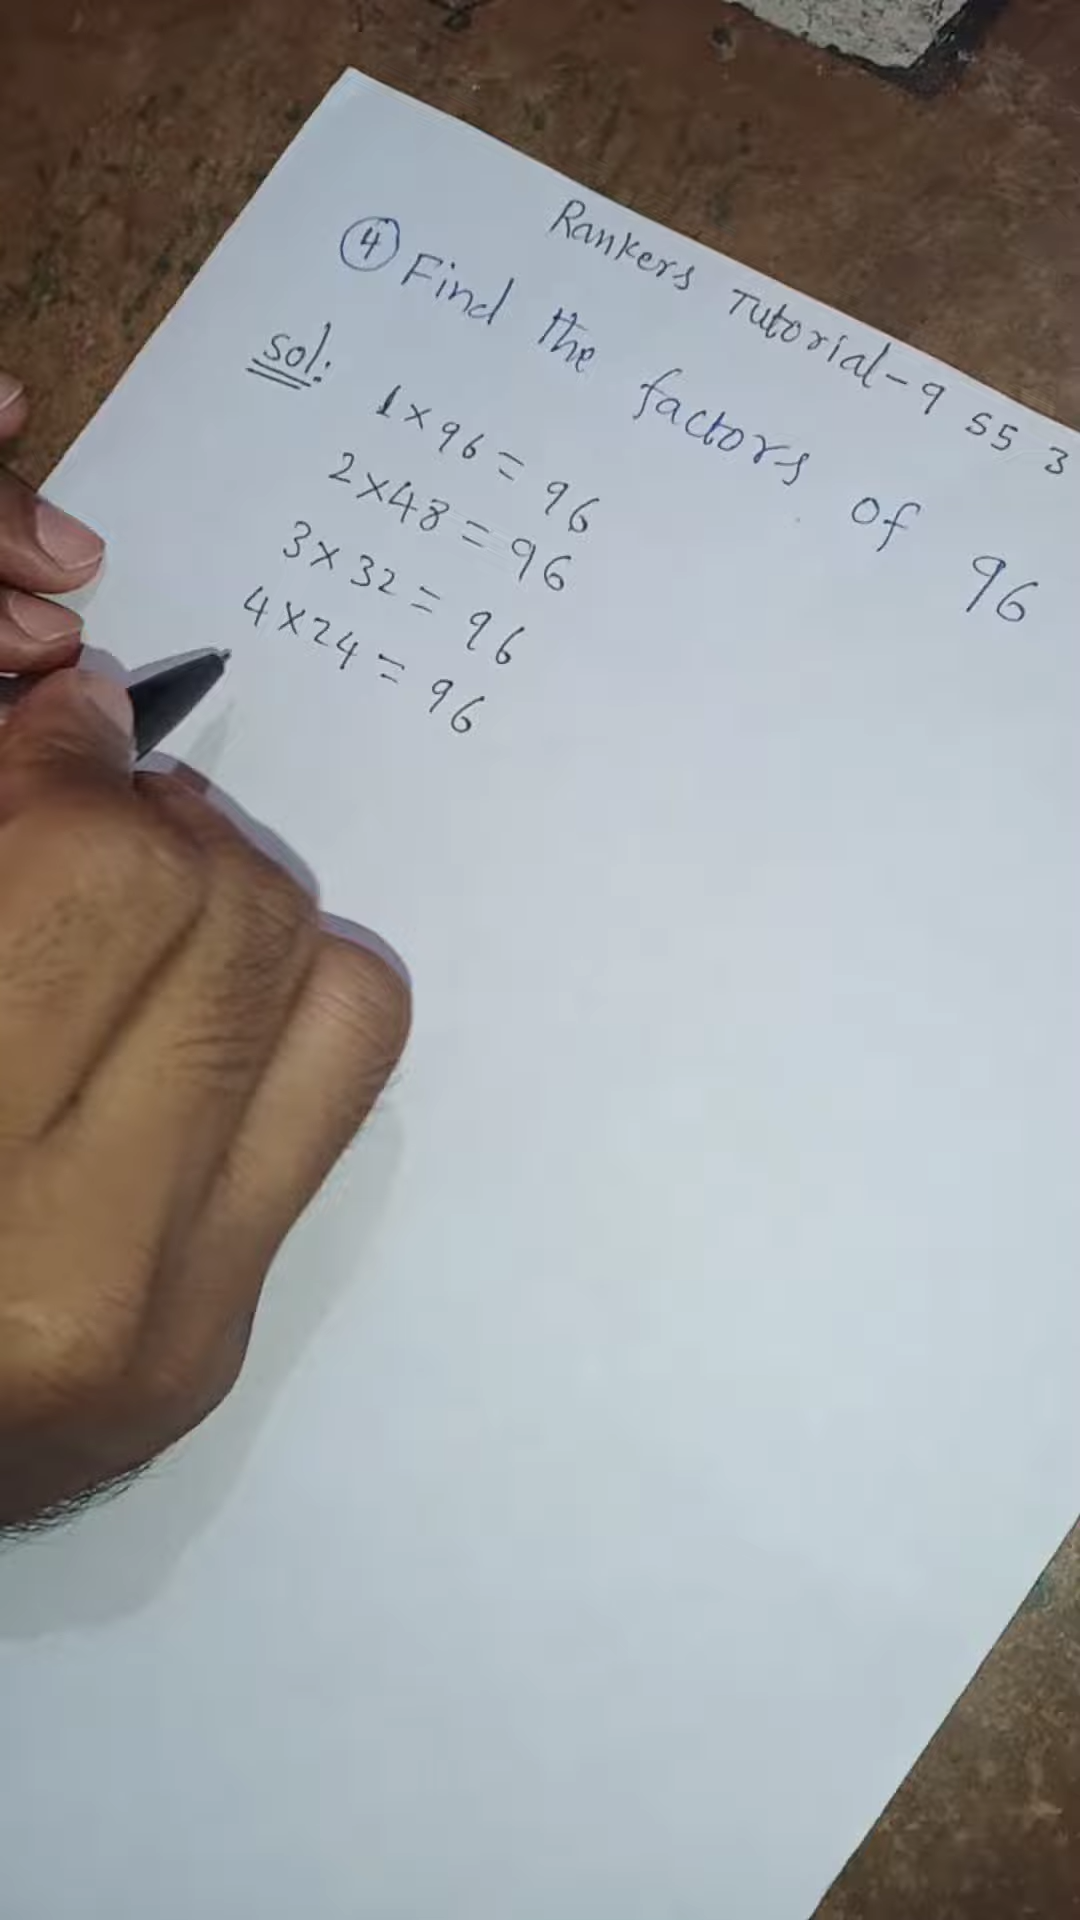 Rankers Tutorial-9 55 3
④ Find the factors of 96
Sol:
1 × 96 = 96
2 × 48 = 96
3 × 32 = 96
4 × 24 = 96